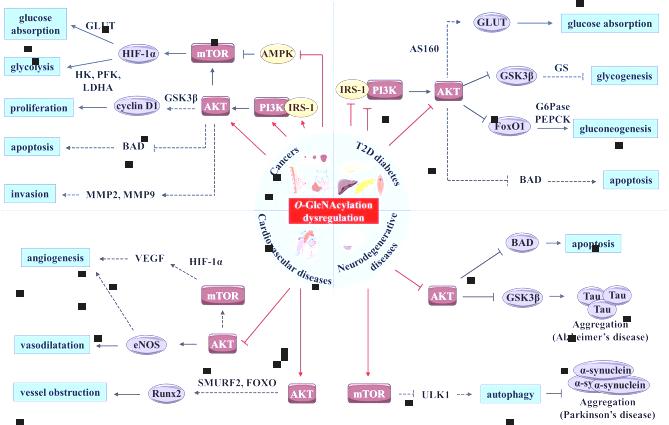 glucose
absorption
GLUT
HIF-1α
mTOR
AMPK
glycolysis
HK, PFK,
LDHA
GSK3β
proliferation
cyclin D1
AKT
PI3K
IRS-1
apoptosis
BAD
invasion
MMP2, MMP9
Cancers
GLUT
glucose absorption
AS160
IRS-1
PI3K
AKT
GSK3β
GS
glycogenesis
G6Pase
PEPCK
FoxO1
gluconeogenesis
BAD
apoptosis
T2D diabetes
O-GlcNAcylation
dysregulation
Cardiovascular diseases
Neurodegenerative
diseases
angiogenesis
VEGF
HIF-1α
mTOR
vasodilatation
eNOS
AKT
vessel obstruction
Runx2
SMURF2, FOXO
AKT
BAD
apoptosis
AKT
GSK3β
Tau
Tau
Tau
Aggregation
(Alzheimer's disease)
mTOR
ULK1
autophagy
α-synuclein
α-synuclein
Aggregation
(Parkinson's disease)